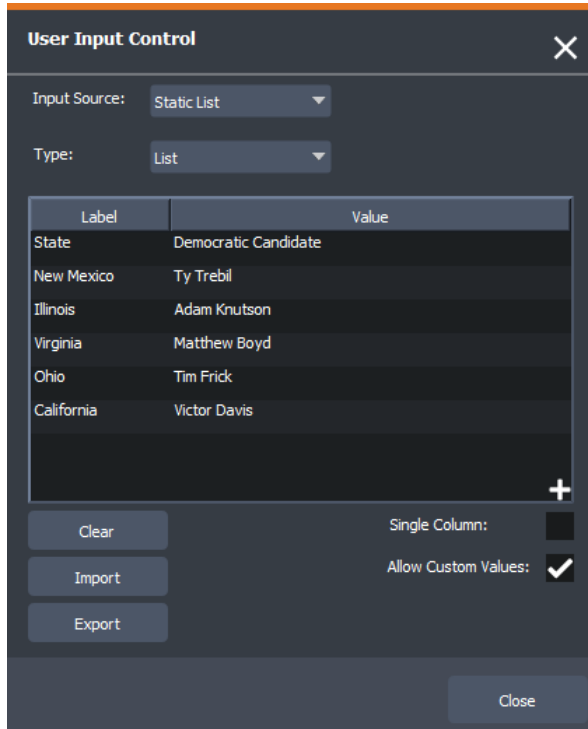 User Input Control
Input Source: Static List
Type: List
Label Value
State Democratic Candidate
New Mexico Ty Trebil
Illinois Adam Knutson
Virginia Matthew Boyd
Ohio Tim Frick
California Victor Davis
Clear Single Column:
Import Allow Custom Values:
Export
Close